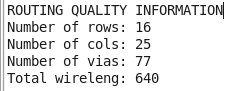 ROUTING QUALITY INFORMATION
Number of rows: 16
Number of cols: 25
Number of vias: 77
Total wireleng: 640